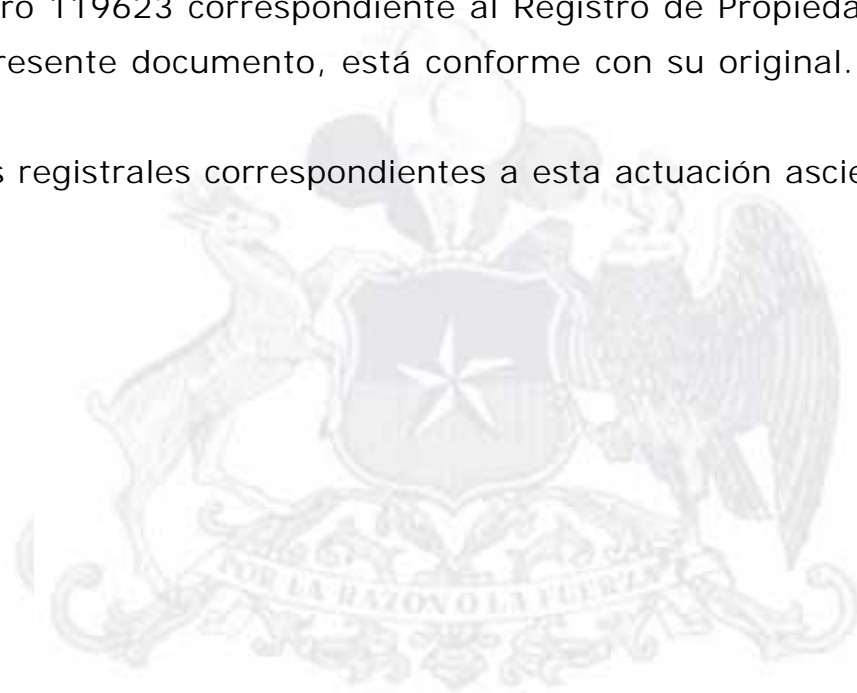 ro 119623 correspondiente al Registro de Propieda
resente documento, está conforme con su original.
s registrales correspondientes a esta actuación ascie
POR LA RAZON O LA FUERZA